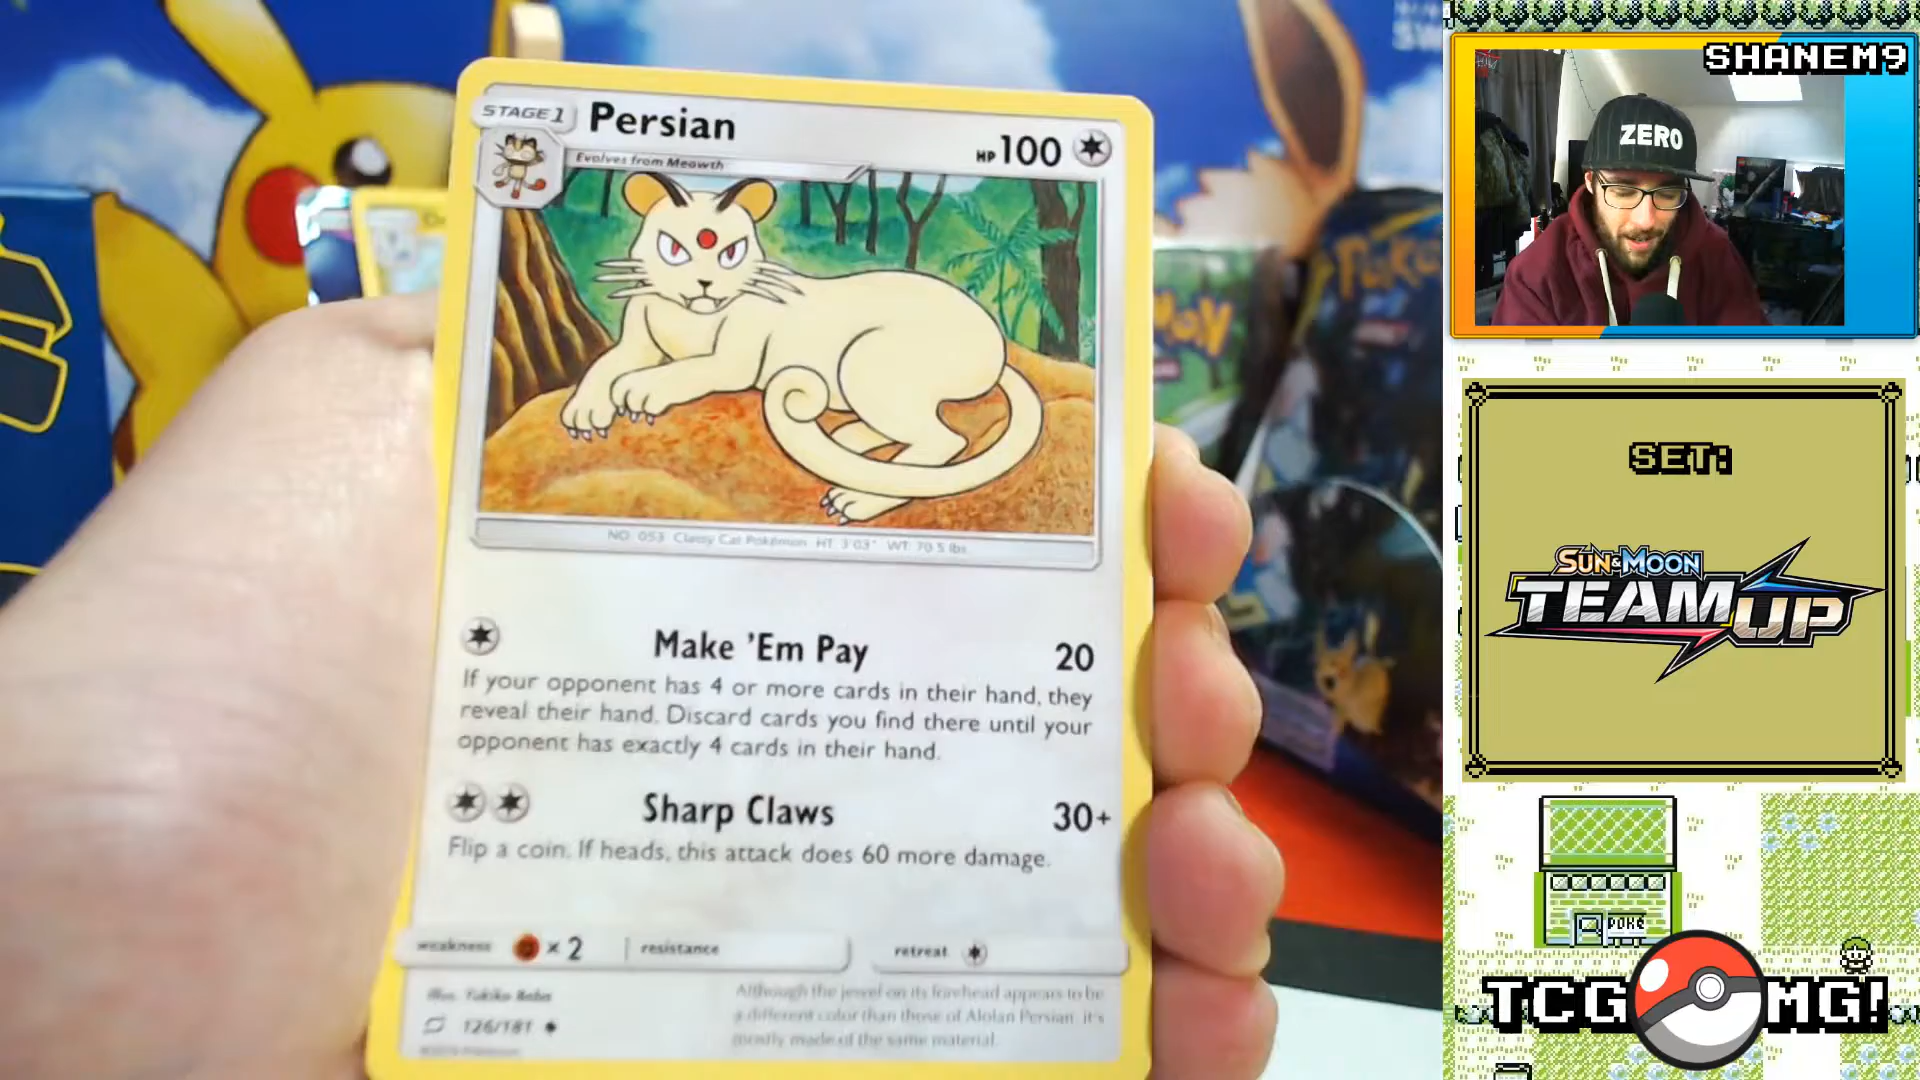 STAGE 1
Persian
HP 100
Evolves from Meowth
NO. 053 Classy Cat Pokémon HT: 3'03" WT: 70.5 lbs.
Make 'Em Pay 20
If your opponent has 4 or more cards in their hand, they
reveal their hand. Discard cards you find there until your
opponent has exactly 4 cards in their hand.
Sharp Claws 30+
Flip a coin. If heads, this attack does 60 more damage.
weakness × 2 resistance retreat
Illus. Yukiko Baba
126/181
Although the jewel on its forehead appears to be
a different color than those of Alolan Persian, it's
mostly made of the same material.
SHANEM9
ZERO
SET:
SUN & MOON
TEAM UP
POKé
TCG OMG!